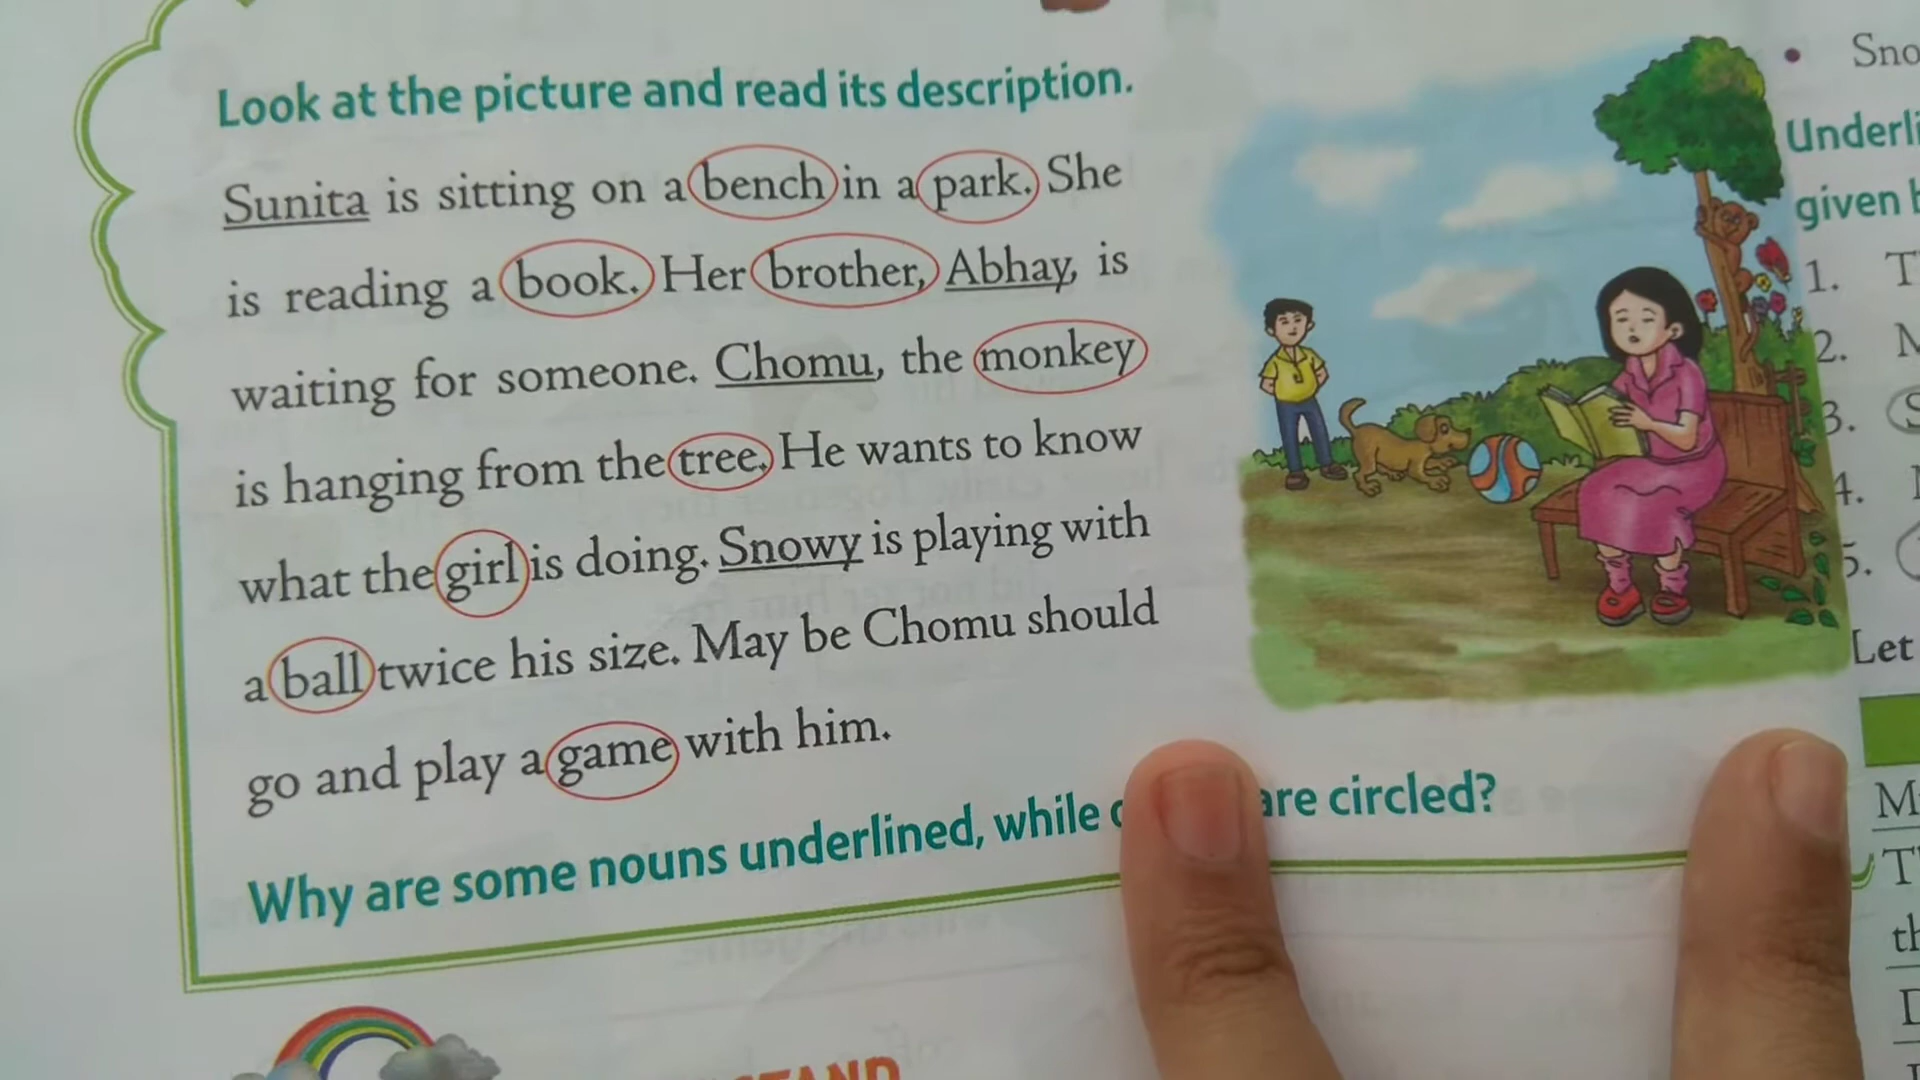 Look at the picture and read its description.
Sunita is sitting on a bench in a park. She
is reading a book. Her brother, Abhay, is
waiting for someone. Chomu, the monkey
is hanging from the tree. He wants to know
what the girl is doing. Snowy is playing with
a ball twice his size. May be Chomu should
go and play a game with him.
Why are some nouns underlined, while are circled?
Sno
Underli
given
1. T
2. M
3. S
4.
5.
Let
M
T
th
D